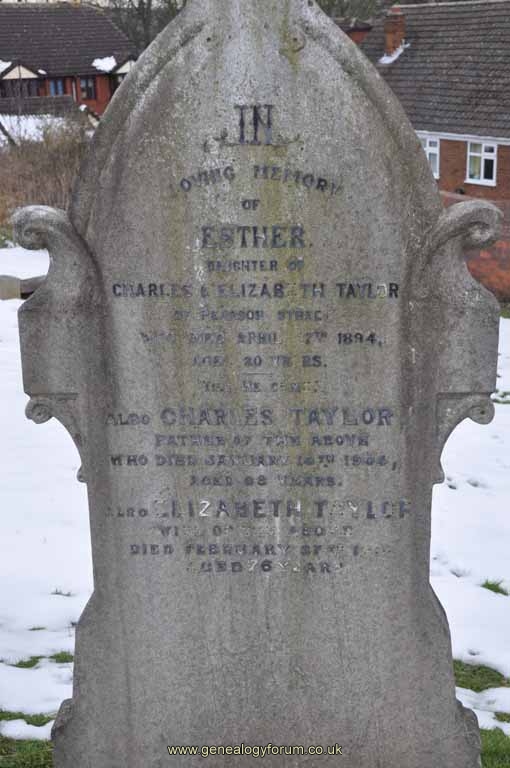 IN
LOVING MEMORY
OF
ESTHER.
DAUGHTER OF
CHARLES & ELIZABETH TAYLOR
OF PEARSON STREET
WHO DIED APRIL 7TH 1894,
AGED 20 YEARS.
ALSO CHARLES TAYLOR
FATHER OF THE ABOVE
WHO DIED JANUARY
AGED 68 YEARS.
ALSO ELIZABETH TAYLOR
WIFE OF THE ABOVE
DIED FEBRUARY
AGED 76 YEARS
www.genealogyforum.co.uk